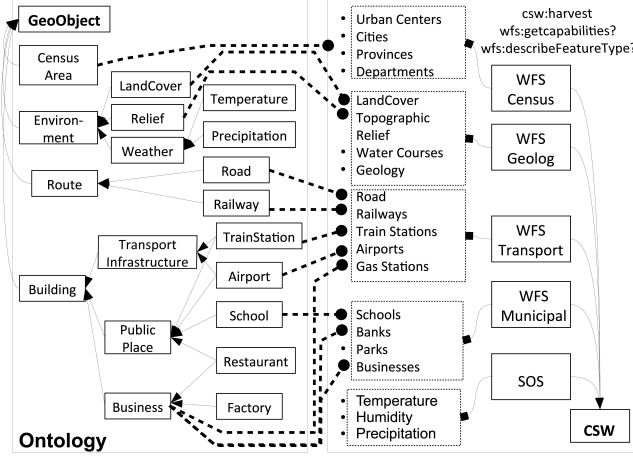 GeoObject
Census
Area
Environ-
ment
LandCover
Relief
Weather
Temperature
Precipitation
Route
Road
Railway
Building
Transport
Infrastructure
TrainStation
Airport
Public
Place
School
Restaurant
Business
Factory
Ontology
• Urban Centers
• Cities
• Provinces
• Departments
LandCover
Topographic
Relief
• Water Courses
• Geology
Road
Railways
Train Stations
Airports
Gas Stations
Schools
Banks
• Parks
Businesses
• Temperature
• Humidity
• Precipitation
csw:harvest
wfs:getcapabilities?
wfs:describeFeatureType?
WFS
Census
WFS
Geolog
WFS
Transport
WFS
Municipal
SOS
CSW